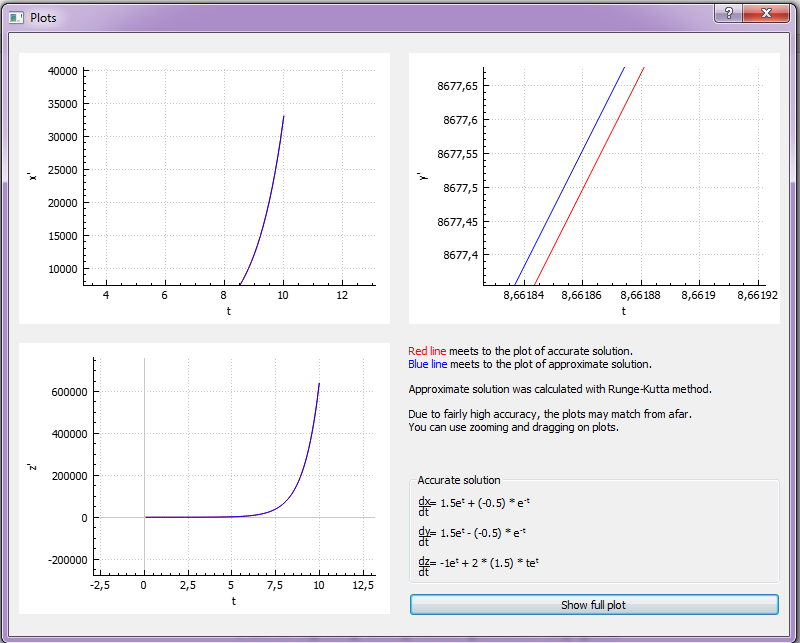 Plots
?
x
40000
35000
30000
25000
20000
15000
10000
x'
4
6
8
10
12
t
8677,65
8677,6
8677,55
8677,5
8677,45
8677,4
y'
8,66184
8,66186
8,66188
8,6619
8,66192
t
600000
400000
200000
0
-200000
z'
-2,5
0
2,5
5
7,5
10
12,5
t
Red line meets to the plot of accurate solution.
Blue line meets to the plot of approximate solution.
Approximate solution was calculated with Runge-Kutta method.
Due to fairly high accuracy, the plots may match from afar.
You can use zooming and dragging on plots.
Accurate solution
dx/dt = 1.5e^t + (-0.5) * e^-t
dy/dt = 1.5e^t - (-0.5) * e^-t
dz/dt = -1e^t + 2 * (1.5) * te^t
Show full plot